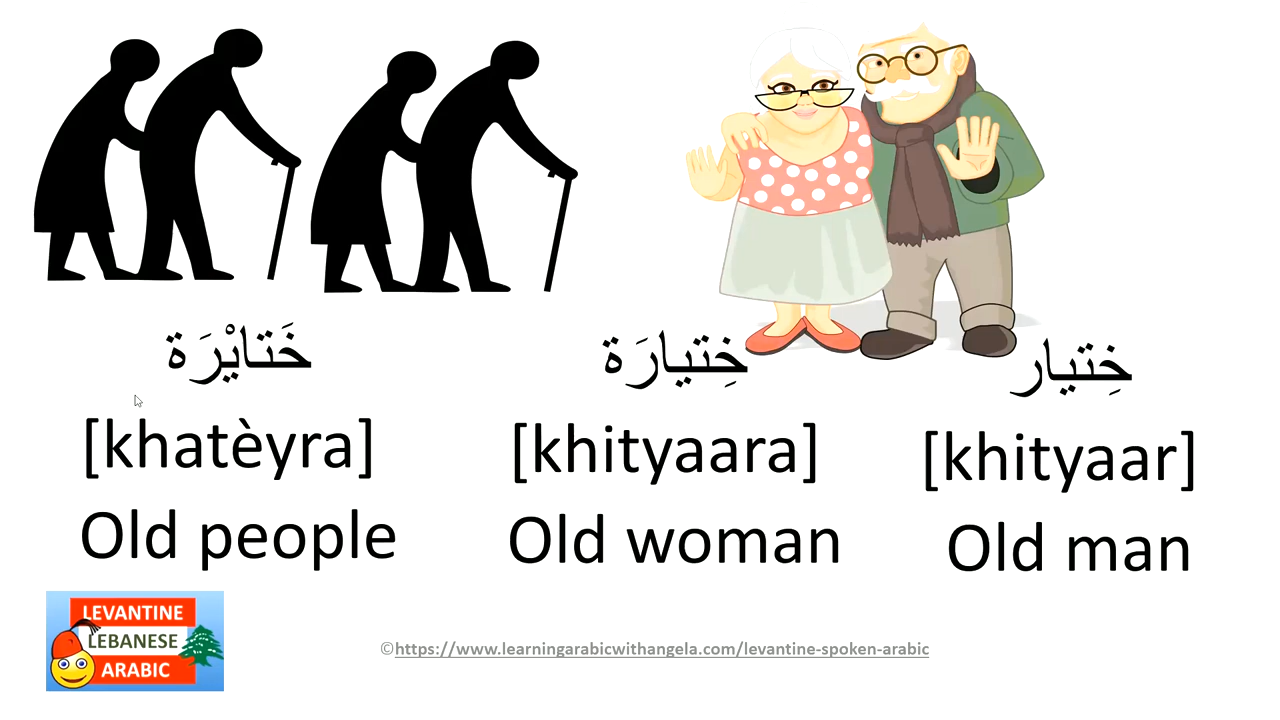 خَتايْرَة
[khatèyra]
Old people
خِتيارَة
[khityaara]
Old woman
خِتيار
[khityaar]
Old man
LEVANTINE
LEBANESE
ARABIC
©https://www.learningarabicwithangela.com/levantine-spoken-arabic